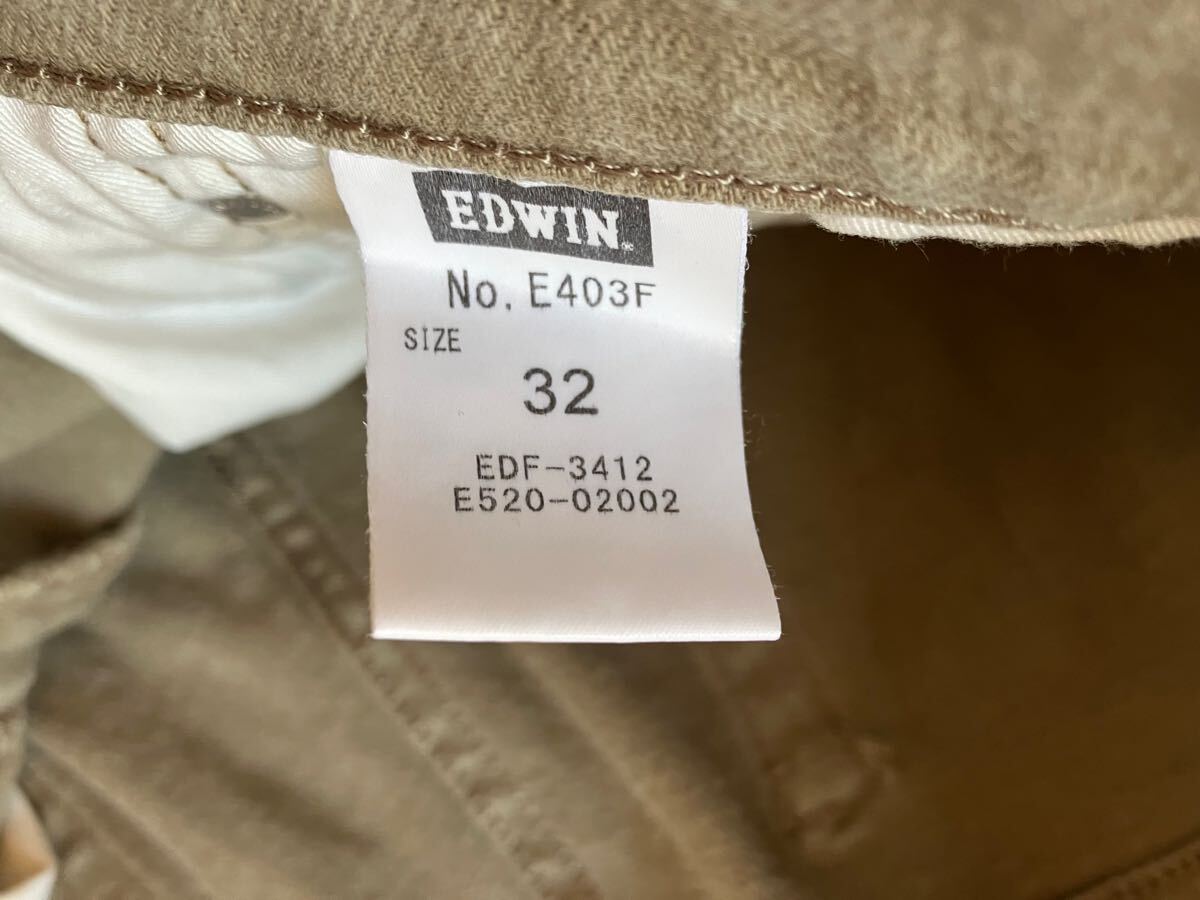 EDWIN
No. E403F
SIZE
32
EDF-3412
E520-02002